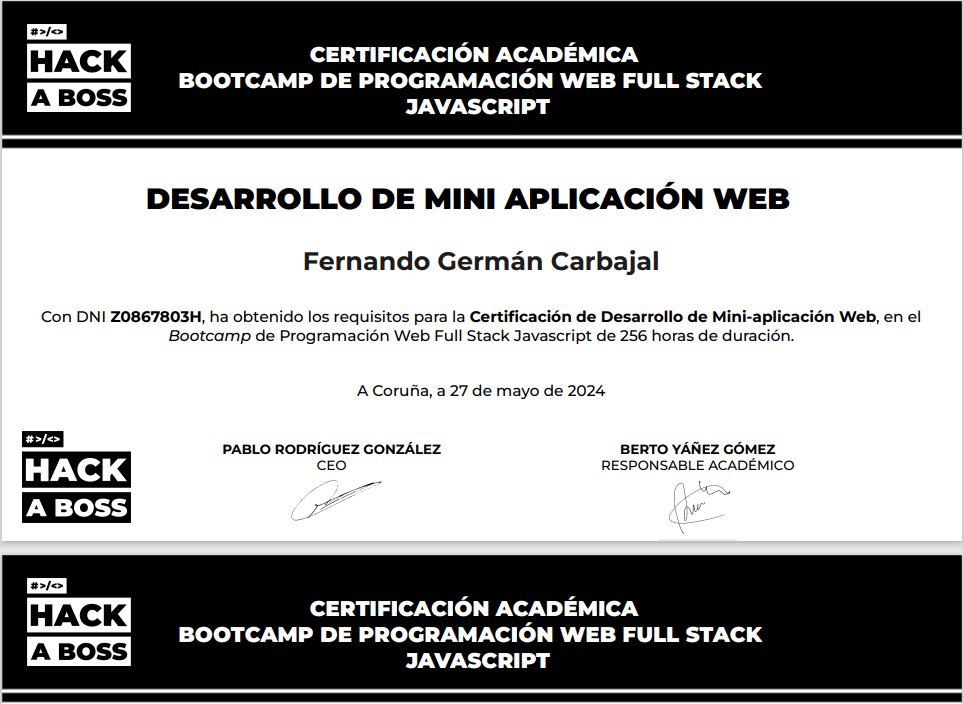 #>/<>
HACK
A BOSS
CERTIFICACIÓN ACADÉMICA
BOOTCAMP DE PROGRAMACIÓN WEB FULL STACK
JAVASCRIPT
DESARROLLO DE MINI APLICACIÓN WEB
Fernando Germán Carbajal
Con DNI Z0867803H, ha obtenido los requisitos para la Certificación de Desarrollo de Mini-aplicación Web, en el
Bootcamp de Programación Web Full Stack Javascript de 256 horas de duración.
A Coruña, a 27 de mayo de 2024
#>/<>
HACK
A BOSS
PABLO RODRÍGUEZ GONZÁLEZ
CEO
BERTO YÁÑEZ GÓMEZ
RESPONSABLE ACADÉMICO
#>/<>
HACK
A BOSS
CERTIFICACIÓN ACADÉMICA
BOOTCAMP DE PROGRAMACIÓN WEB FULL STACK
JAVASCRIPT